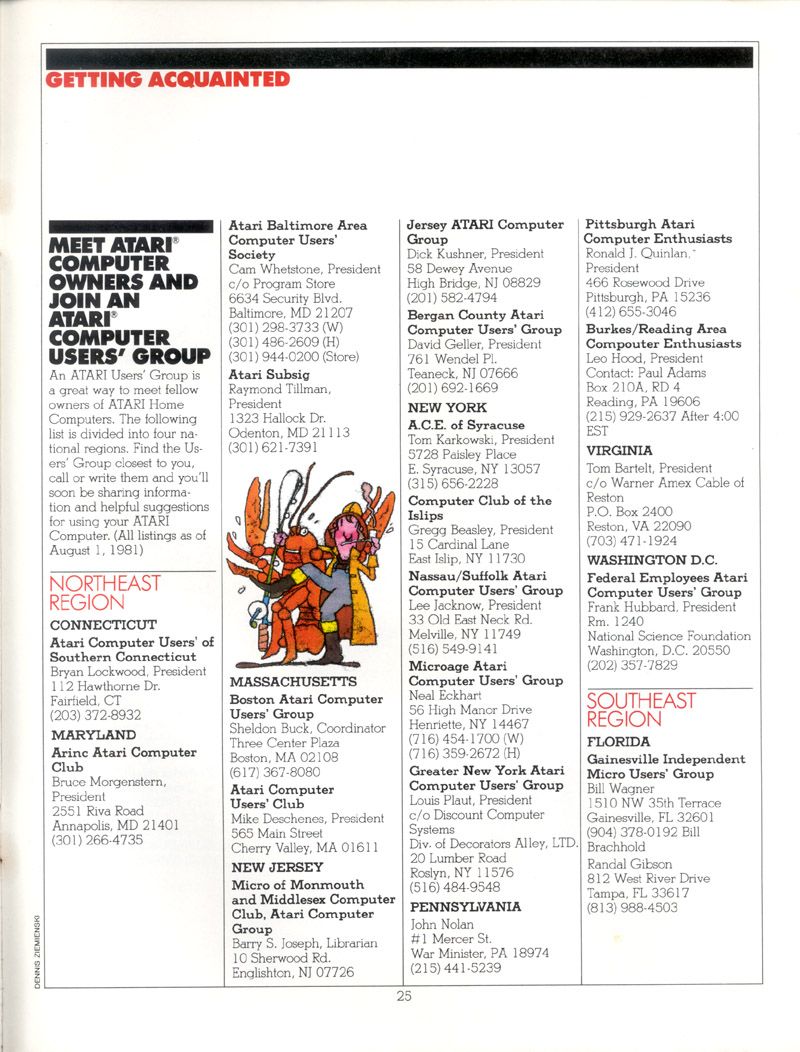 GETTING ACQUAINTED
MEET ATARI®
COMPUTER
OWNERS AND
JOIN AN
ATARI®
COMPUTER
USERS' GROUP
An ATARI Users' Group is
a great way to meet fellow
owners of ATARI Home
Computers. The following
list is divided into four na-
tional regions. Find the Us-
ers' Group closest to you,
call or write them and you'll
soon be sharing informa-
tion and helpful suggestions
for using your ATARI
Computer. (All listings as of
August 1, 1981)
NORTHEAST
REGION
CONNECTICUT
Atari Computer Users' of
Southern Connecticut
Bryan Lockwood, President
112 Hawthorne Dr.
Fairfield, CT
(203) 372-8932
MARYLAND
Arinc Atari Computer
Club
Bruce Morgenstern,
President
2551 Riva Road
Annapolis, MD 21401
(301) 266-4735
Atari Baltimore Area
Computer Users'
Society
Cam Whetstone, President
c/o Program Store
6634 Security Blvd.
Baltimore, MD 21207
(301) 298-3733 (W)
(301) 486-2609 (H)
(301) 944-0200 (Store)
Atari Subsig
Raymond Tillman,
President
1323 Hallock Dr.
Odenton, MD 21113
(301) 621-7391
MASSACHUSETTS
Boston Atari Computer
Users' Group
Sheldon Buck, Coordinator
Three Center Plaza
Boston, MA 02108
(617) 367-8080
Atari Computer
Users' Club
Mike Deschenes, President
565 Main Street
Cherry Valley, MA 01611
NEW JERSEY
Micro of Monmouth
and Middlesex Computer
Club, Atari Computer
Group
Barry S. Joseph, Librarian
10 Sherwood Rd.
Englishton, NJ 07726
Jersey ATARI Computer
Group
Dick Kushner, President
58 Dewey Avenue
High Bridge, NJ 08829
(201) 582-4794
Bergan County Atari
Computer Users' Group
David Geller, President
761 Wendel Pl.
Teaneck, NJ 07666
(201) 692-1669
NEW YORK
A.C.E. of Syracuse
Tom Karkowski, President
5728 Paisley Place
E. Syracuse, NY 13057
(315) 656-2228
Computer Club of the
Islips
Gregg Beasley, President
15 Cardinal Lane
East Islip, NY 11730
Nassau/Suffolk Atari
Computer Users' Group
Lee Jacknow, President
33 Old East Neck Rd.
Melville, NY 11749
(516) 549-9141
Microage Atari
Computer Users' Group
Neal Eckhart
56 High Manor Drive
Henriette, NY 14467
(716) 454-1700 (W)
(716) 359-2672 (H)
Greater New York Atari
Computer Users' Group
Louis Plaut, President
c/o Discount Computer
Systems
Div. of Decorators Alley, LTD.
20 Lumber Road
Roslyn, NY 11576
(516) 484-9548
PENNSYLVANIA
John Nolan
#1 Mercer St.
War Minister, PA 18974
(215) 441-5239
Pittsburgh Atari
Computer Enthusiasts
Ronald J. Quinlan,
President
466 Rosewood Drive
Pittsburgh, PA 15236
(412) 655-3046
Burkes/Reading Area
Compouter Enthusiasts
Leo Hood, President
Contact: Paul Adams
Box 210A, RD 4
Reading, PA 19606
(215) 929-2637 After 4:00
EST
VIRGINIA
Tom Bartelt, President
c/o Warner Amex Cable of
Reston
P.O. Box 2400
Reston, VA 22090
(703) 471-1924
WASHINGTON D.C.
Federal Employees Atari
Computer Users' Group
Frank Hubbard, President
Rm. 1240
National Science Foundation
Washington, D.C. 20550
(202) 357-7829
SOUTHEAST
REGION
FLORIDA
Gainesville Independent
Micro Users' Group
Bill Wagner
1510 NW 35th Terrace
Gainesville, FL 32601
(904) 378-0192 Bill
Brachhold
Randal Gibson
812 West River Drive
Tampa, FL 33617
(813) 988-4503
DENNIS ZIEMIENSKI
25